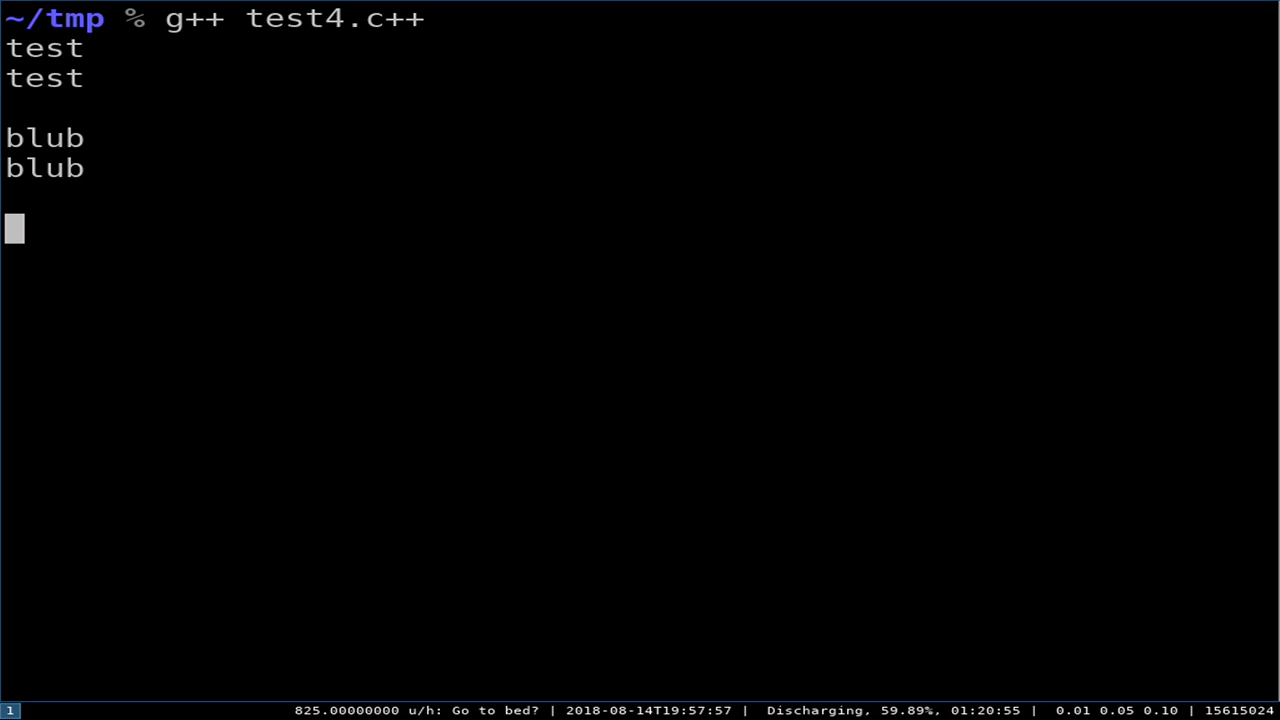 ~/tmp % g++ test4.c++
test
test
blub
blub
1 825.00000000 u/h: Go to bed? | 2018-08-14T19:57:57 | Discharging, 59.89%, 01:20:55 | 0.01 0.05 0.10 | 15615024